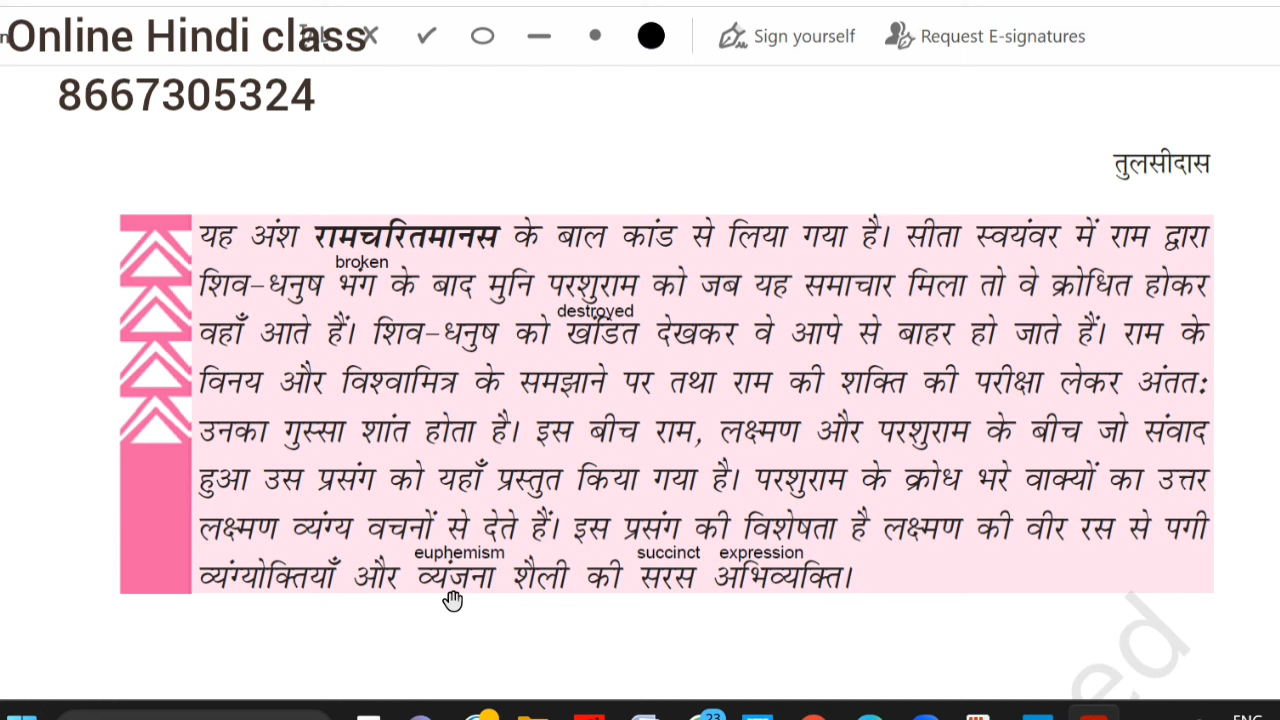 Online Hindi class
Sign yourself
Request E-signatures
8667305324
तुलसीदास
यह अंश रामचरितमानस के बाल कांड से लिया गया है। सीता स्वयंवर में राम द्वारा
broken
शिव-धनुष भंग के बाद मुनि परशुराम को जब यह समाचार मिला तो वे क्रोधित होकर
destroyed
वहाँ आते हैं। शिव-धनुष को खंडित देखकर वे आपे से बाहर हो जाते हैं। राम के
विनय और विश्वामित्र के समझाने पर तथा राम की शक्ति की परीक्षा लेकर अंतत:
उनका गुस्सा शांत होता है। इस बीच राम, लक्ष्मण और परशुराम के बीच जो संवाद
हुआ उस प्रसंग को यहाँ प्रस्तुत किया गया है। परशुराम के क्रोध भरे वाक्यों का उत्तर
लक्ष्मण व्यंग्य वचनों से देते हैं। इस प्रसंग की विशेषता है लक्ष्मण की वीर रस से पगी
euphemism succinct expression
व्यंग्योक्तियाँ और व्यंजना शैली की सरस अभिव्यक्ति।
ed
23